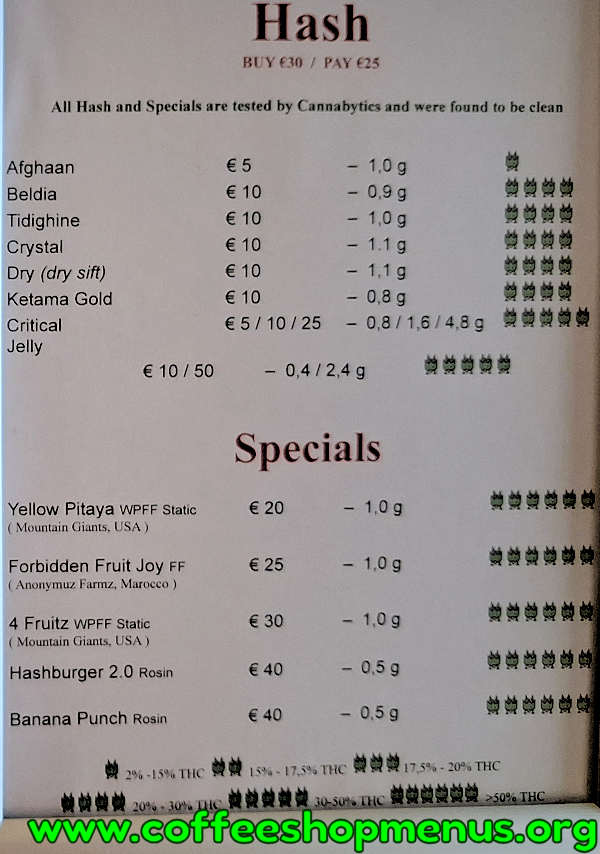 Hash
BUY €30 / PAY €25
All Hash and Specials are tested by Cannabytics and were found to be clean
Afghaan € 5 – 1,0 g
Beldia € 10 – 0,9 g
Tidighine € 10 – 1,0 g
Crystal € 10 – 1.1 g
Dry (dry sift) € 10 – 1,1 g
Ketama Gold € 10 – 0,8 g
Critical € 5 / 10 / 25 – 0,8 / 1,6 / 4,8 g
Jelly
€ 10 / 50 – 0,4 / 2,4 g
Specials
Yellow Pitaya WPFF Static € 20 – 1,0 g
( Mountain Giants, USA )
Forbidden Fruit Joy FF € 25 – 1,0 g
( Anonymuz Farmz, Marocco )
4 Fruitz WPFF Static € 30 – 1,0 g
( Mountain Giants, USA )
Hashburger 2.0 Rosin € 40 – 0,5 g
Banana Punch Rosin € 40 – 0,5 g
2% -15% THC 15% - 17,5% THC 17,5% - 20% THC
20% - 30% THC 30-50% THC >50% THC
www.coffeeshopmenus.org